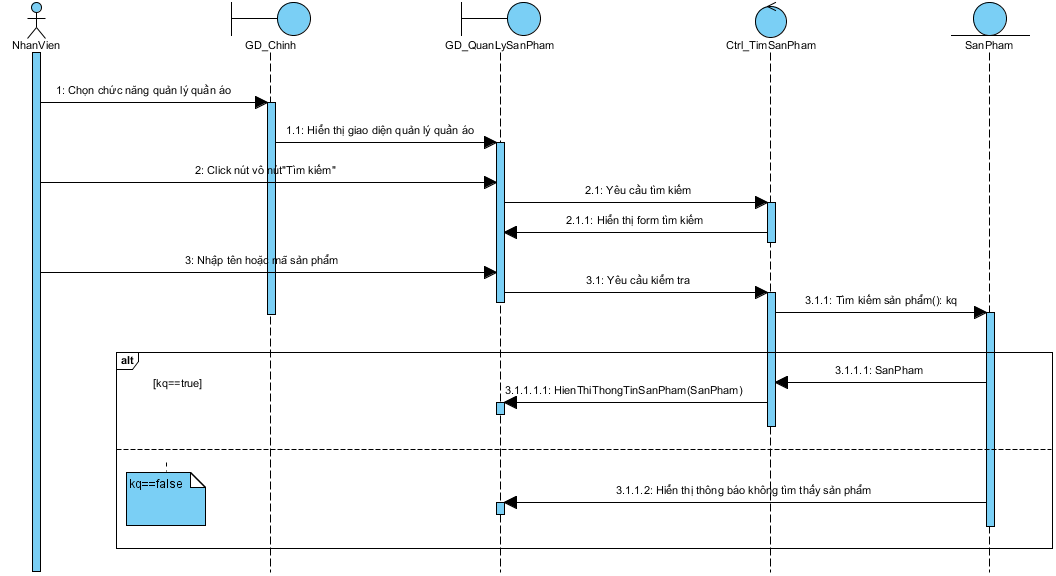 NhanVien
GD_Chinh
GD_QuanLySanPham
Ctrl_TimSanPham
SanPham
1: Chọn chức năng quản lý quần áo
1.1: Hiển thị giao diện quản lý quần áo
2: Click nút vô nút"Tìm kiếm"
2.1: Yêu cầu tìm kiếm
2.1.1: Hiển thị form tìm kiếm
3: Nhập tên hoặc mã sản phẩm
3.1: Yêu cầu kiểm tra
3.1.1: Tìm kiếm sản phẩm(): kq
alt
[kq==true]
3.1.1.1: SanPham
3.1.1.1.1: HienThiThongTinSanPham(SanPham)
kq==false
3.1.1.2: Hiển thị thông báo không tìm thấy sản phẩm